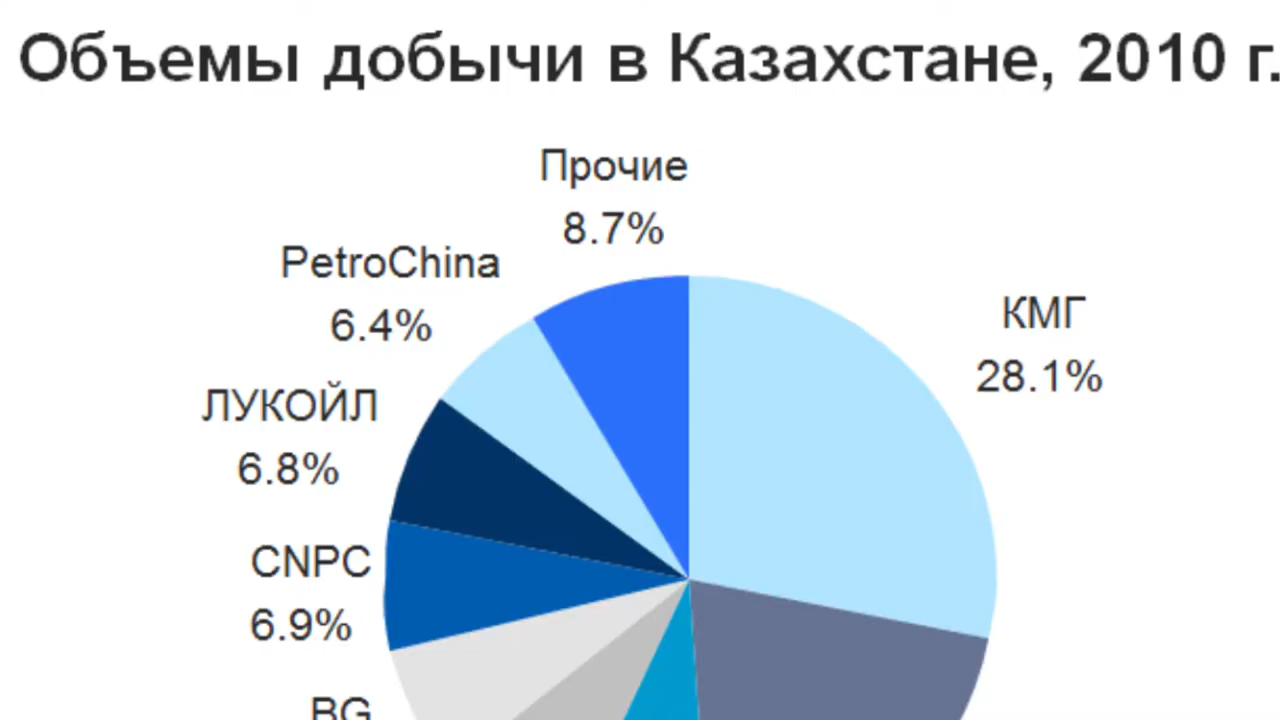 Объемы добычи в Казахстане, 2010 г.
Прочие
8.7%
PetroChina
6.4%
КМГ
28.1%
ЛУКОЙЛ
6.8%
CNPC
6.9%
BG